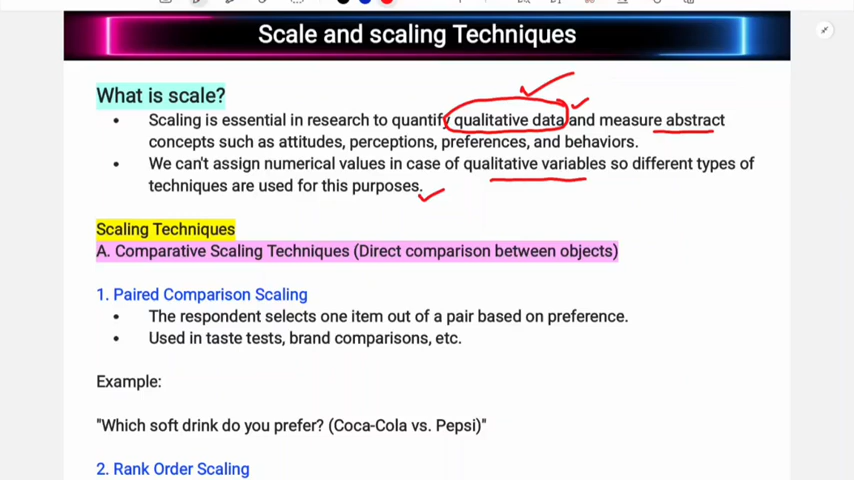 Scale and scaling Techniques
What is scale?
• Scaling is essential in research to quantify qualitative data and measure abstract
concepts such as attitudes, perceptions, preferences, and behaviors.
• We can't assign numerical values in case of qualitative variables so different types of
techniques are used for this purposes.
Scaling Techniques
A. Comparative Scaling Techniques (Direct comparison between objects)
1. Paired Comparison Scaling
• The respondent selects one item out of a pair based on preference.
• Used in taste tests, brand comparisons, etc.
Example:
"Which soft drink do you prefer? (Coca-Cola vs. Pepsi)"
2. Rank Order Scaling